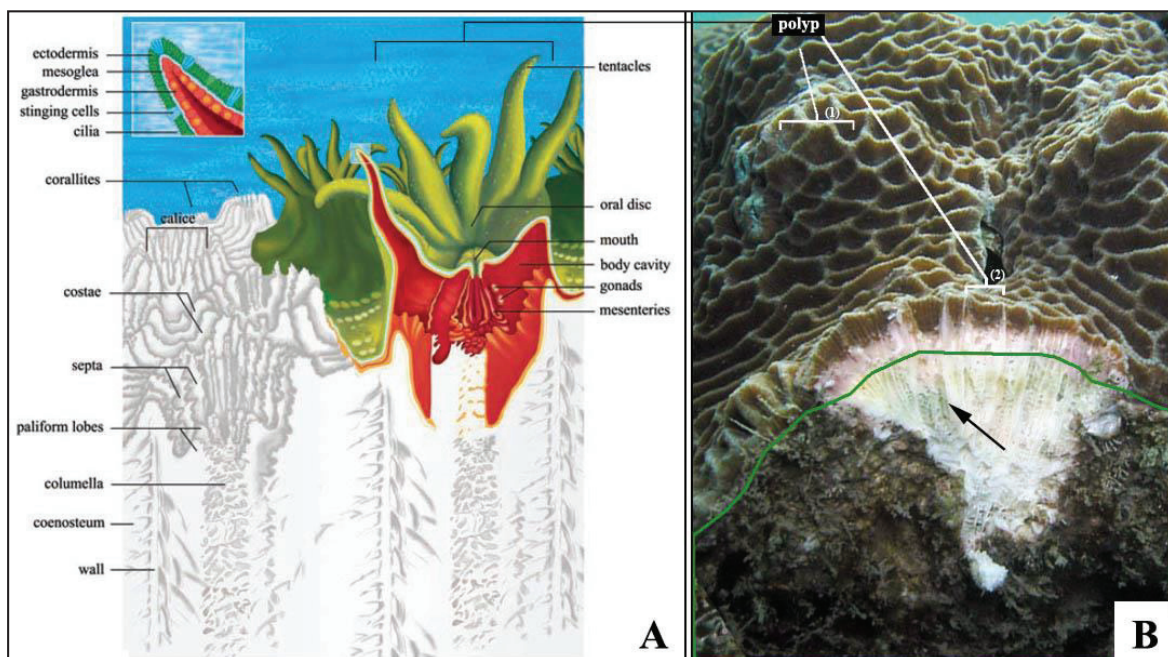 polyp
ectodermis
mesoglea
gastrodermis
stinging cells
cilia
tentacles
corallites
calice
oral disc
mouth
body cavity
gonads
mesenteries
costae
septa
paliform lobes
columella
coenosteum
wall
A
(1)
(2)
B